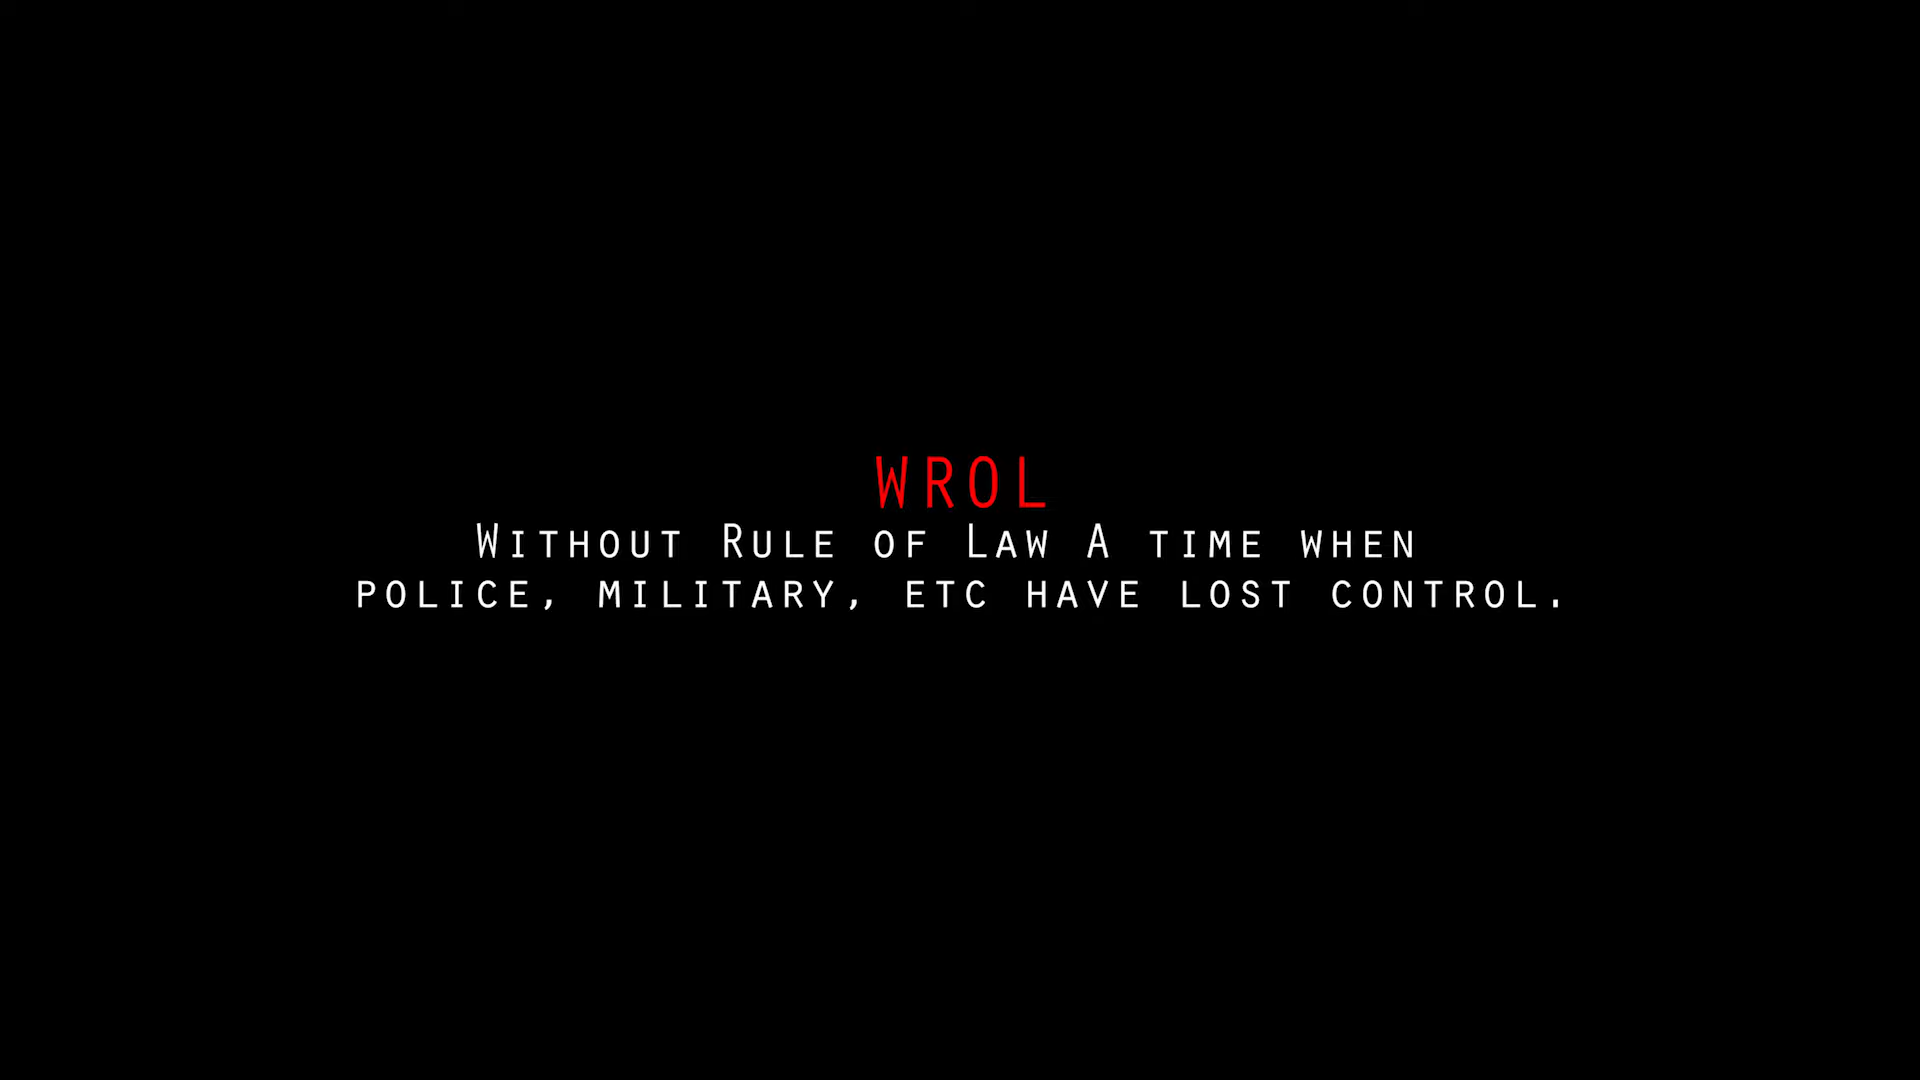 WROL
Without Rule of Law A time when
police, military, etc have lost control.